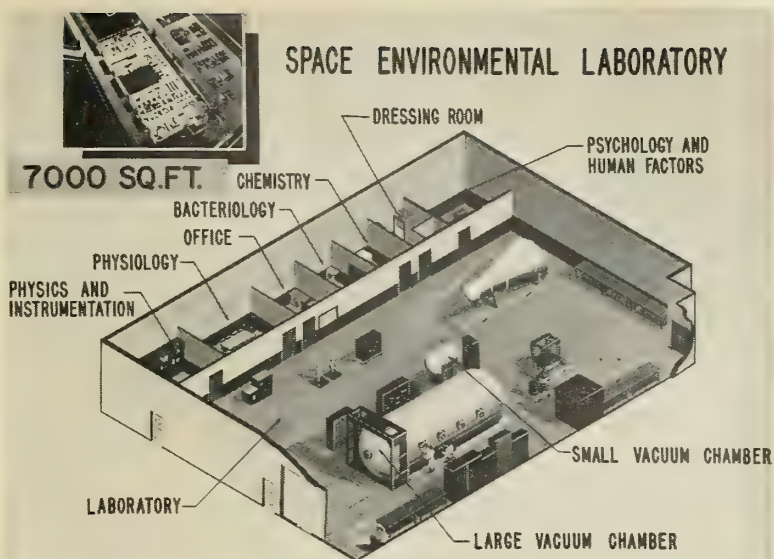 SPACE ENVIRONMENTAL LABORATORY
7000 SQ.FT.
DRESSING ROOM
PSYCHOLOGY AND
HUMAN FACTORS
CHEMISTRY
BACTERIOLOGY
OFFICE
PHYSIOLOGY
PHYSICS AND
INSTRUMENTATION
LABORATORY
SMALL VACUUM CHAMBER
LARGE VACUUM CHAMBER